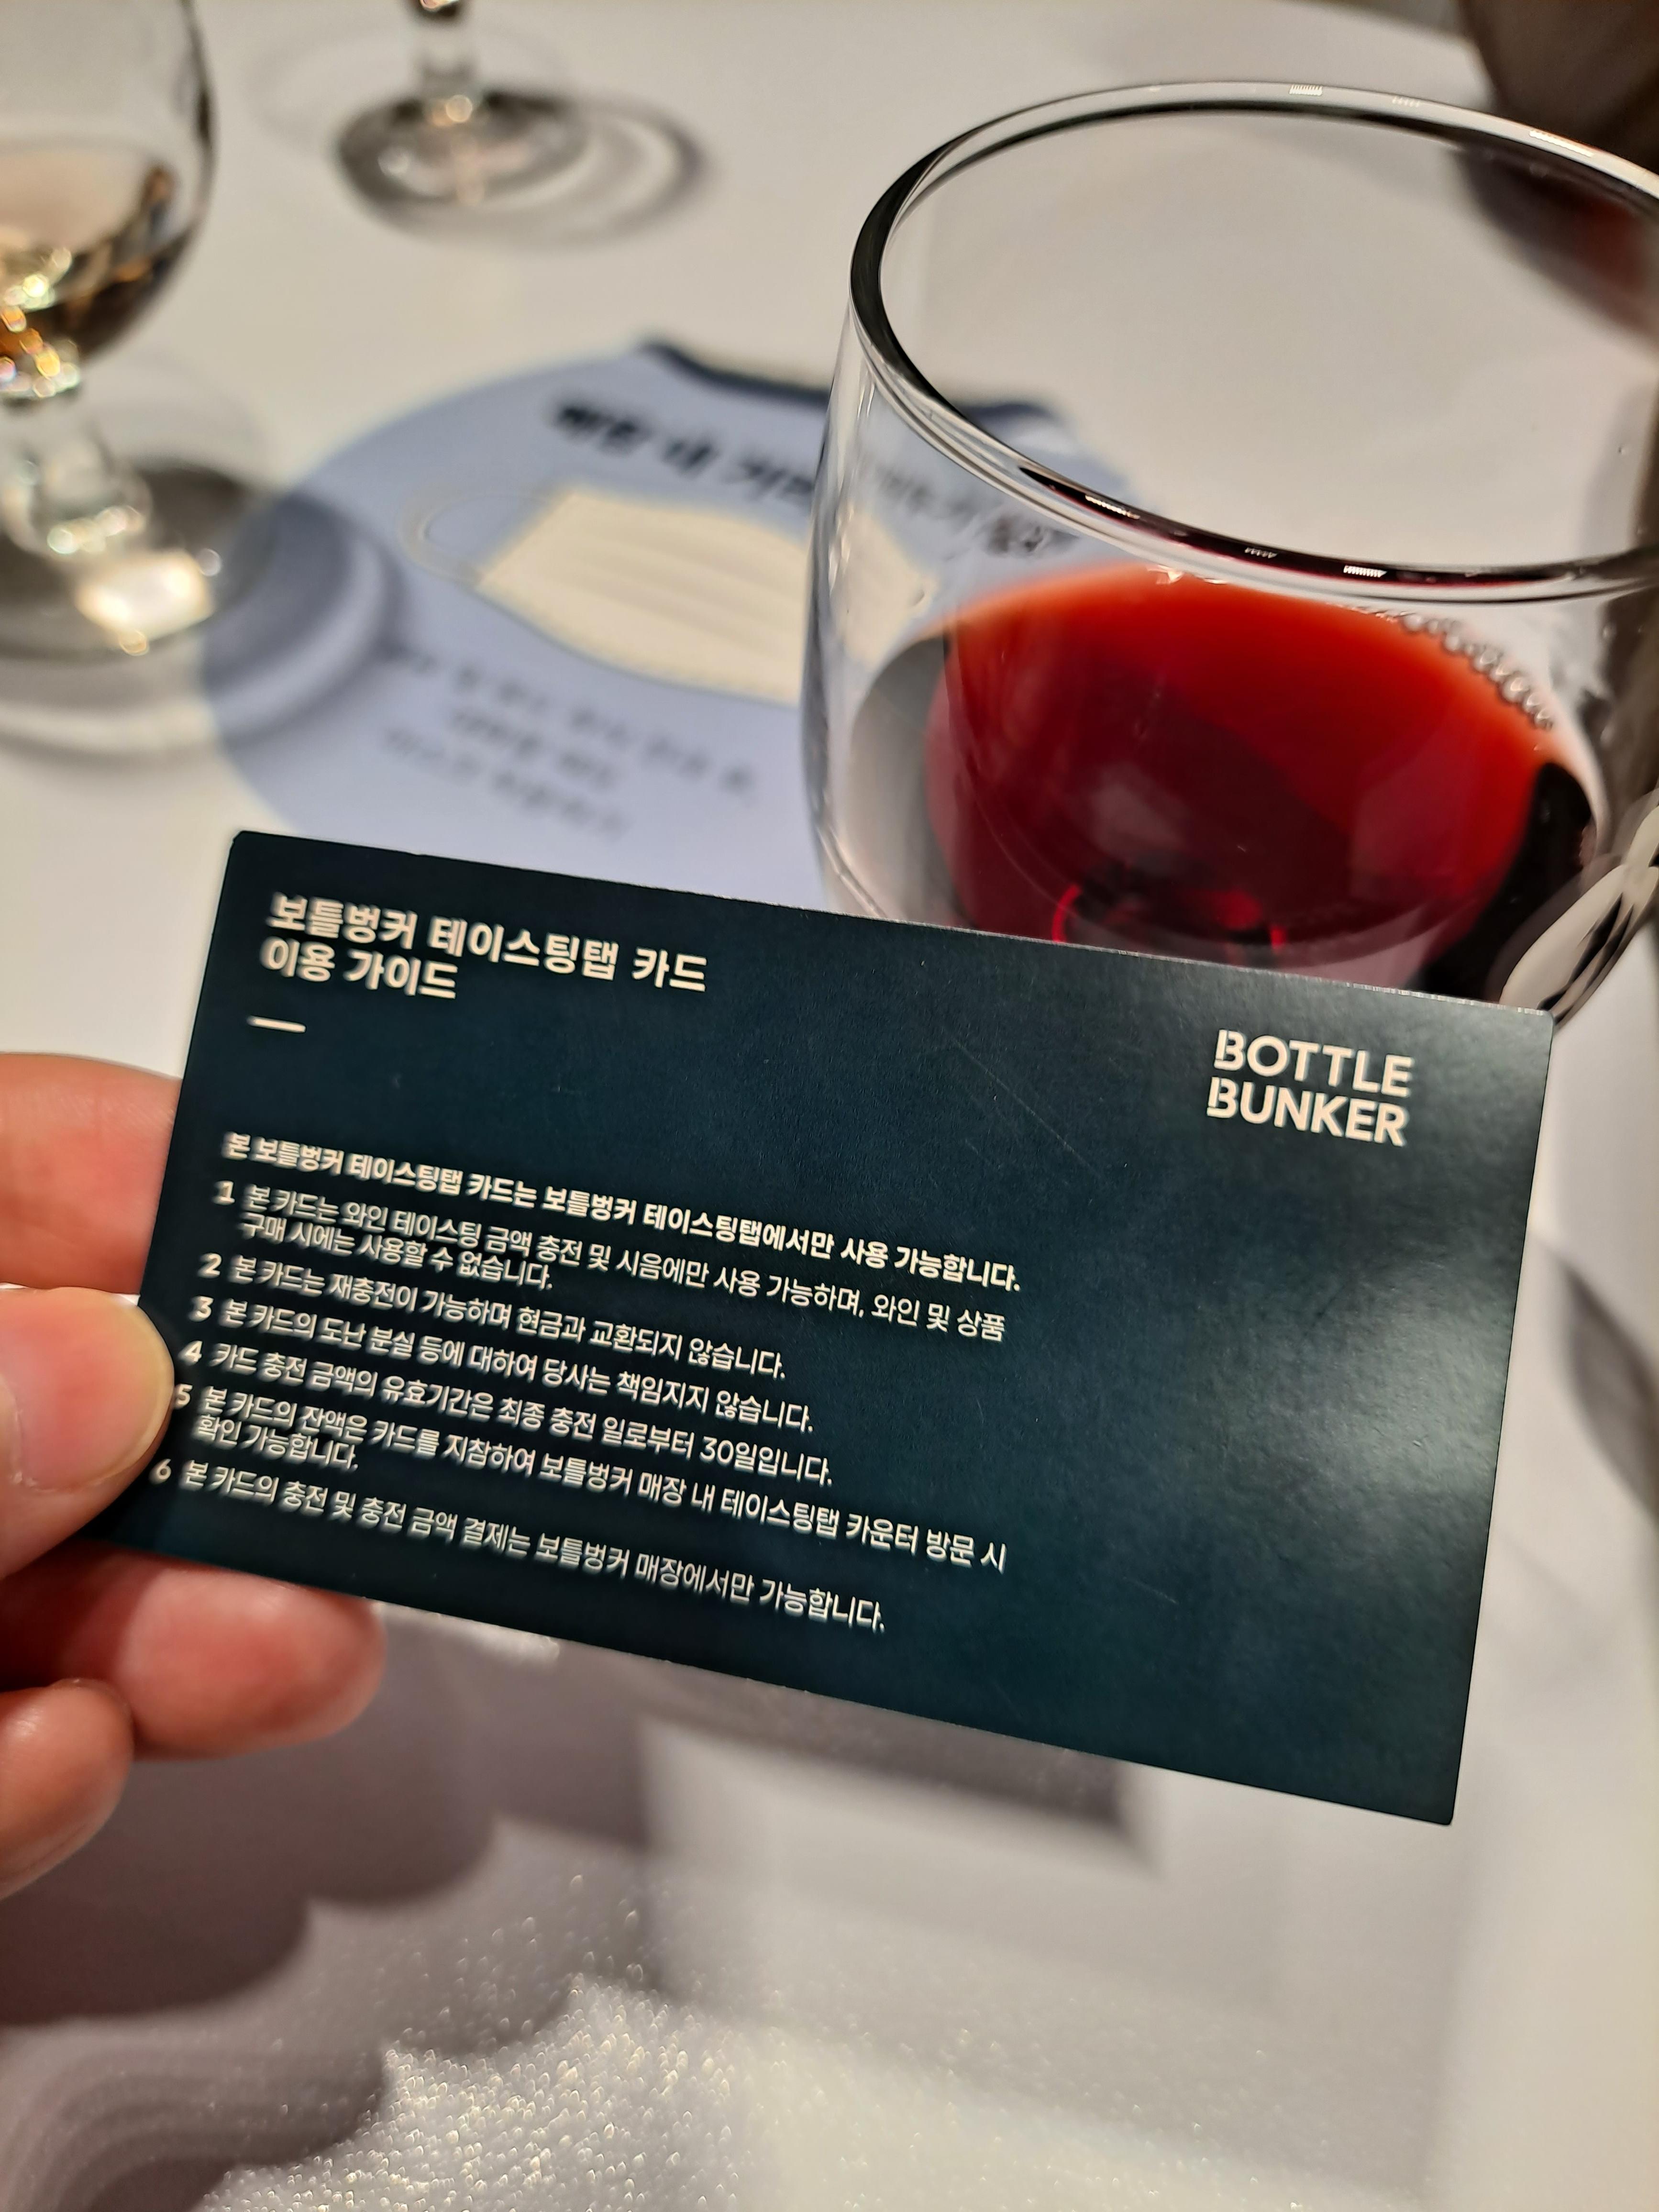 매장 내
보틀벙커 테이스팅탭 카드
이용 가이드
BOTTLE
BUNKER
본 보틀벙커 테이스팅탭 카드는 보틀벙커 테이스팅탭에서만 사용 가능합니다.
1 본 카드는 와인 테이스팅 금액 충전 및 시음에만 사용 가능하며, 와인 및 상품
구매 시에는 사용할 수 없습니다.
2 본 카드는 재충전이 가능하며 현금과 교환되지 않습니다.
3 본 카드의 도난 분실 등에 대하여 당사는 책임지지 않습니다.
4 카드 충전 금액의 유효기간은 최종 충전 일로부터 30일입니다.
5 본 카드의 잔액은 카드를 지참하여 보틀벙커 매장 내 테이스팅탭 카운터 방문 시
확인 가능합니다.
6 본 카드의 충전 및 충전 금액 결제는 보틀벙커 매장에서만 가능합니다.